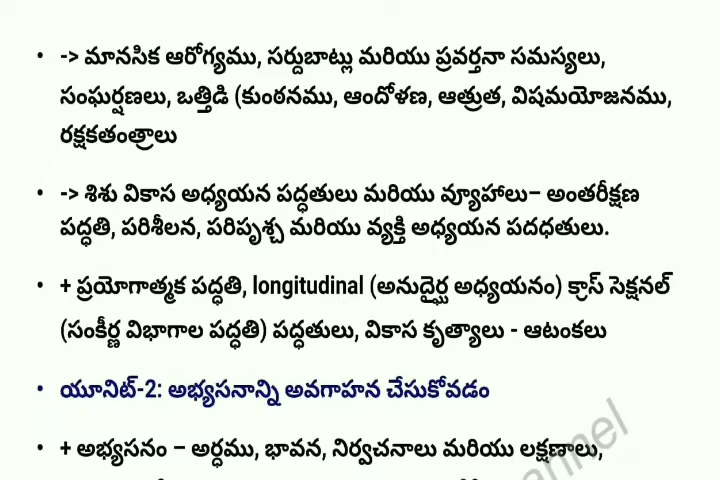 • -> మానసిక ఆరోగ్యము, సర్దుబాట్లు మరియు ప్రవర్తనా సమస్యలు,
సంఘర్షణలు, ఒత్తిడి (కుంఠనము, ఆందోళణ, ఆత్రుత, విషమయోజనము,
రక్షకతంత్రాలు
• -> శిశు వికాస అధ్యయన పద్ధతులు మరియు వ్యూహాలు– అంతరీక్షణ
పద్ధతి, పరిశీలన, పరిపృశ్చ మరియు వ్యక్తి అధ్యయన పదధతులు.
• + ప్రయోగాత్మక పద్ధతి, longitudinal (అనుదైర్ఘ అధ్యయనం) క్రాస్ సెక్షనల్
(సంకీర్ణ విభాగాల పద్ధతి) పద్ధతులు, వికాస కృత్యాలు - ఆటంకలు
• యూనిట్-2: అభ్యసనాన్ని అవగాహన చేసుకోవడం
• + అభ్యసనం – అర్ధము, భావన, నిర్వచనాలు మరియు లక్షణాలు,